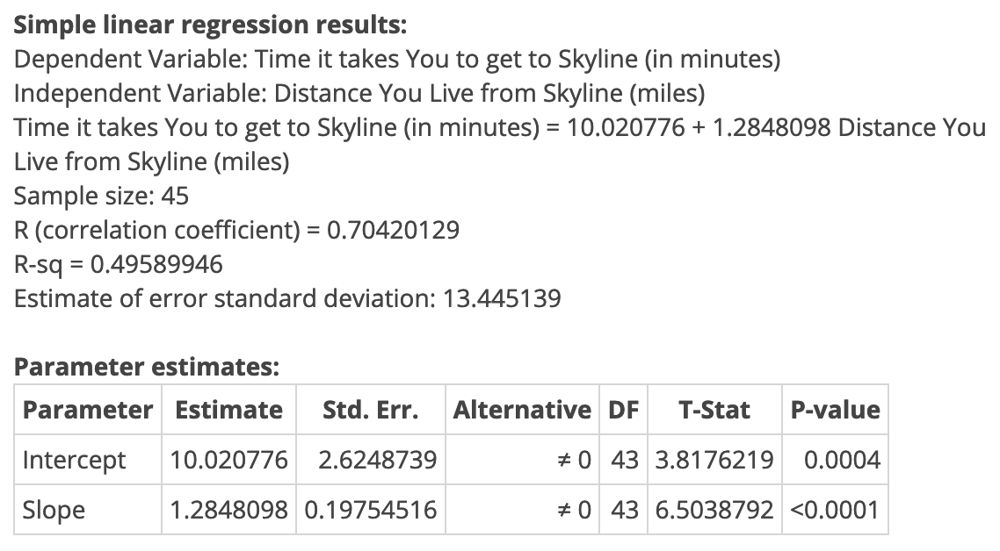 Simple linear regression results:
Dependent Variable: Time it takes You to get to Skyline (in minutes)
Independent Variable: Distance You Live from Skyline (miles)
Time it takes You to get to Skyline (in minutes) = 10.020776 + 1.2848098 Distance You
Live from Skyline (miles)
Sample size: 45
R (correlation coefficient) = 0.70420129
R-sq = 0.49589946
Estimate of error standard deviation: 13.445139
Parameter estimates:
Parameter Estimate Std. Err. Alternative DF T-Stat P-value
Intercept 10.020776 2.6248739 ≠ 0 43 3.8176219 0.0004
Slope 1.2848098 0.19754516 ≠ 0 43 6.5038792 <0.0001